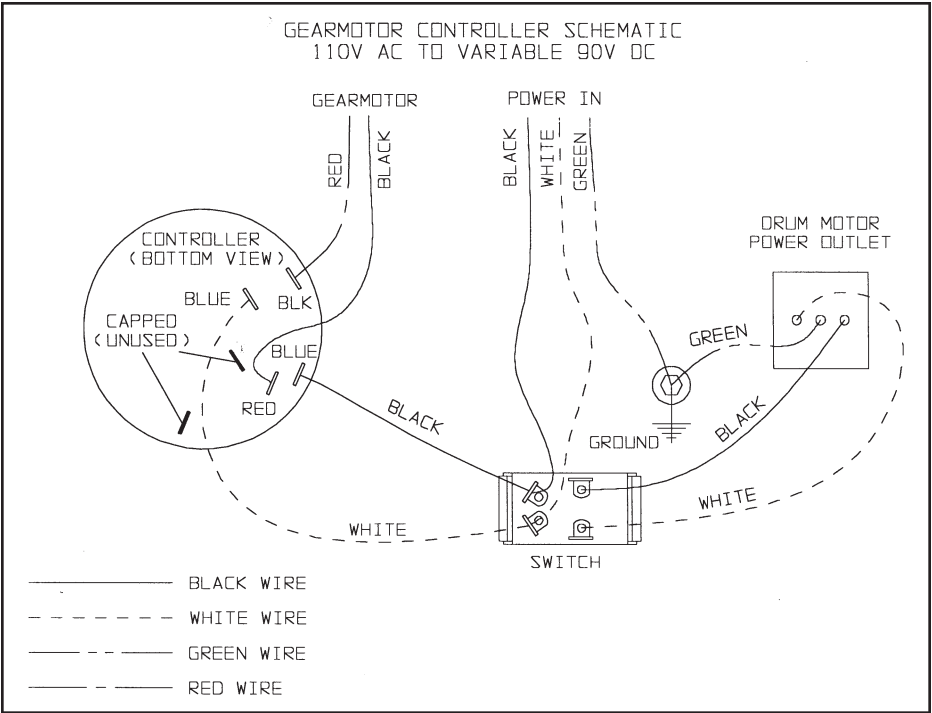 GEARMOTOR CONTROLLER SCHEMATIC
110V AC TO VARIABLE 90V DC
GEARMOTOR
POWER IN
RED
BLACK
BLACK
WHITE
GREEN
DRUM MOTOR
POWER OUTLET
CONTROLLER
(BOTTOM VIEW)
BLUE
BLK
CAPPED
(UNUSED)
BLUE
RED
GREEN
BLACK
BLACK
GROUND
WHITE
WHITE
SWITCH
BLACK WIRE
WHITE WIRE
GREEN WIRE
RED WIRE